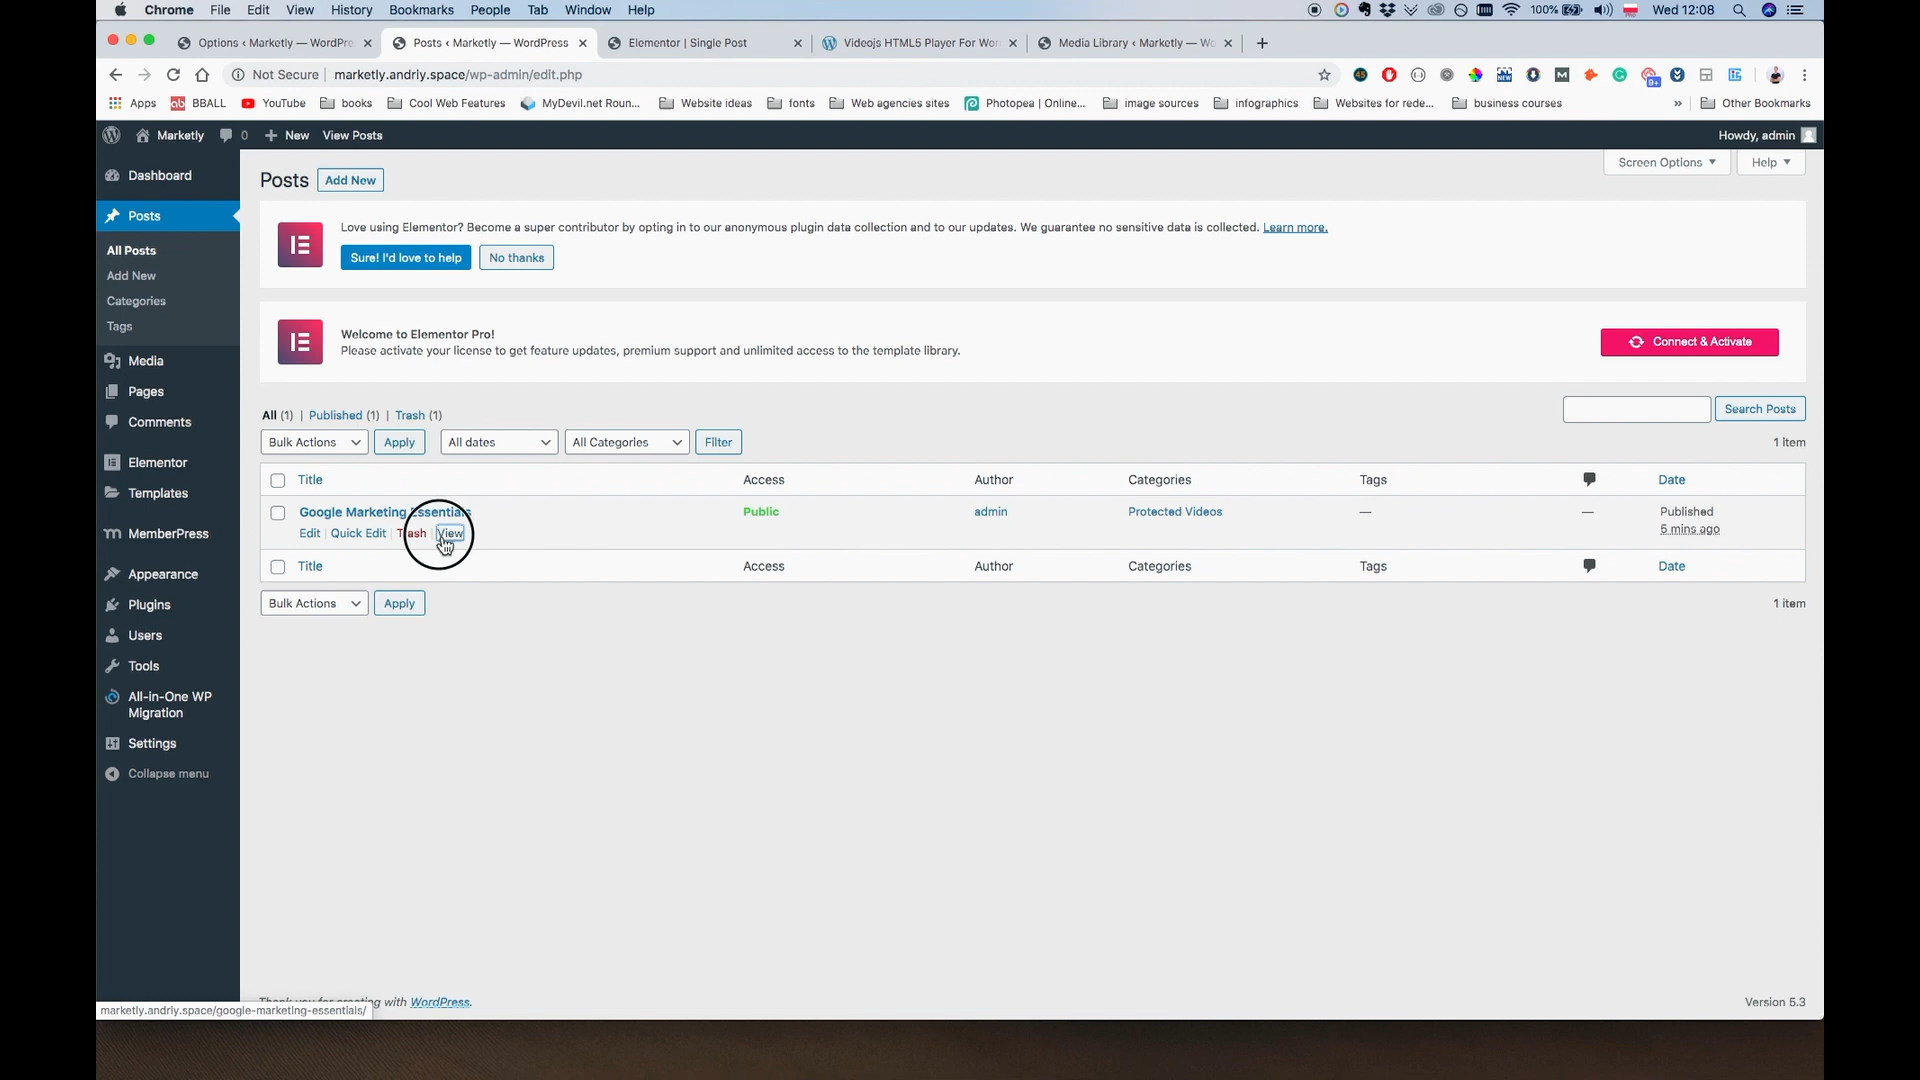 Chrome File Edit View History Bookmarks People Tab Window Help 100% Wed 12:08
Options ‹ Marketly — WordPre Posts ‹ Marketly — WordPress Elementor | Single Post Videojs HTML5 Player For Wor Media Library ‹ Marketly — Wo
Not Secure marketly.andriy.space/wp-admin/edit.php
Apps BBALL YouTube books Cool Web Features MyDevil.net Roun... Website ideas fonts Web agencies sites Photopea | Online... image sources infographics Websites for rede... business courses » Other Bookmarks
Marketly 0 New View Posts Howdy, admin
Screen Options Help
Dashboard
Posts
All Posts
Add New
Categories
Tags
Media
Pages
Comments
Elementor
Templates
MemberPress
Appearance
Plugins
Users
Tools
All-in-One WP
Migration
Settings
Collapse menu
Posts Add New
Love using Elementor? Become a super contributor by opting in to our anonymous plugin data collection and to our updates. We guarantee no sensitive data is collected. Learn more.
Sure! I'd love to help No thanks
Welcome to Elementor Pro!
Please activate your license to get feature updates, premium support and unlimited access to the template library.
Connect & Activate
All (1) | Published (1) | Trash (1)
Search Posts
Bulk Actions Apply All dates All Categories Filter 1 item
Title Access Author Categories Tags Date
Google Marketing Essentials Public admin Protected Videos — — Published
Edit | Quick Edit | Trash | View 5 mins ago
Title Access Author Categories Tags Date
Bulk Actions Apply 1 item
Thank you for creating with WordPress. Version 5.3
marketly.andriy.space/google-marketing-essentials/